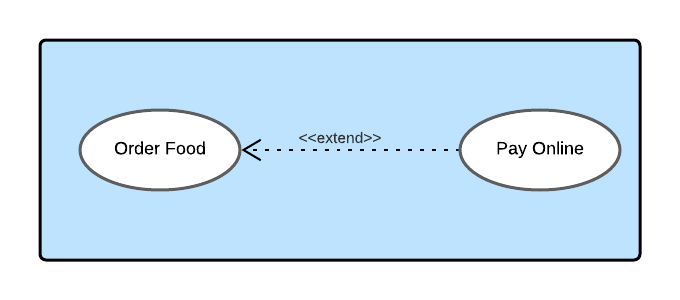 Order Food
<<extend>>
Pay Online